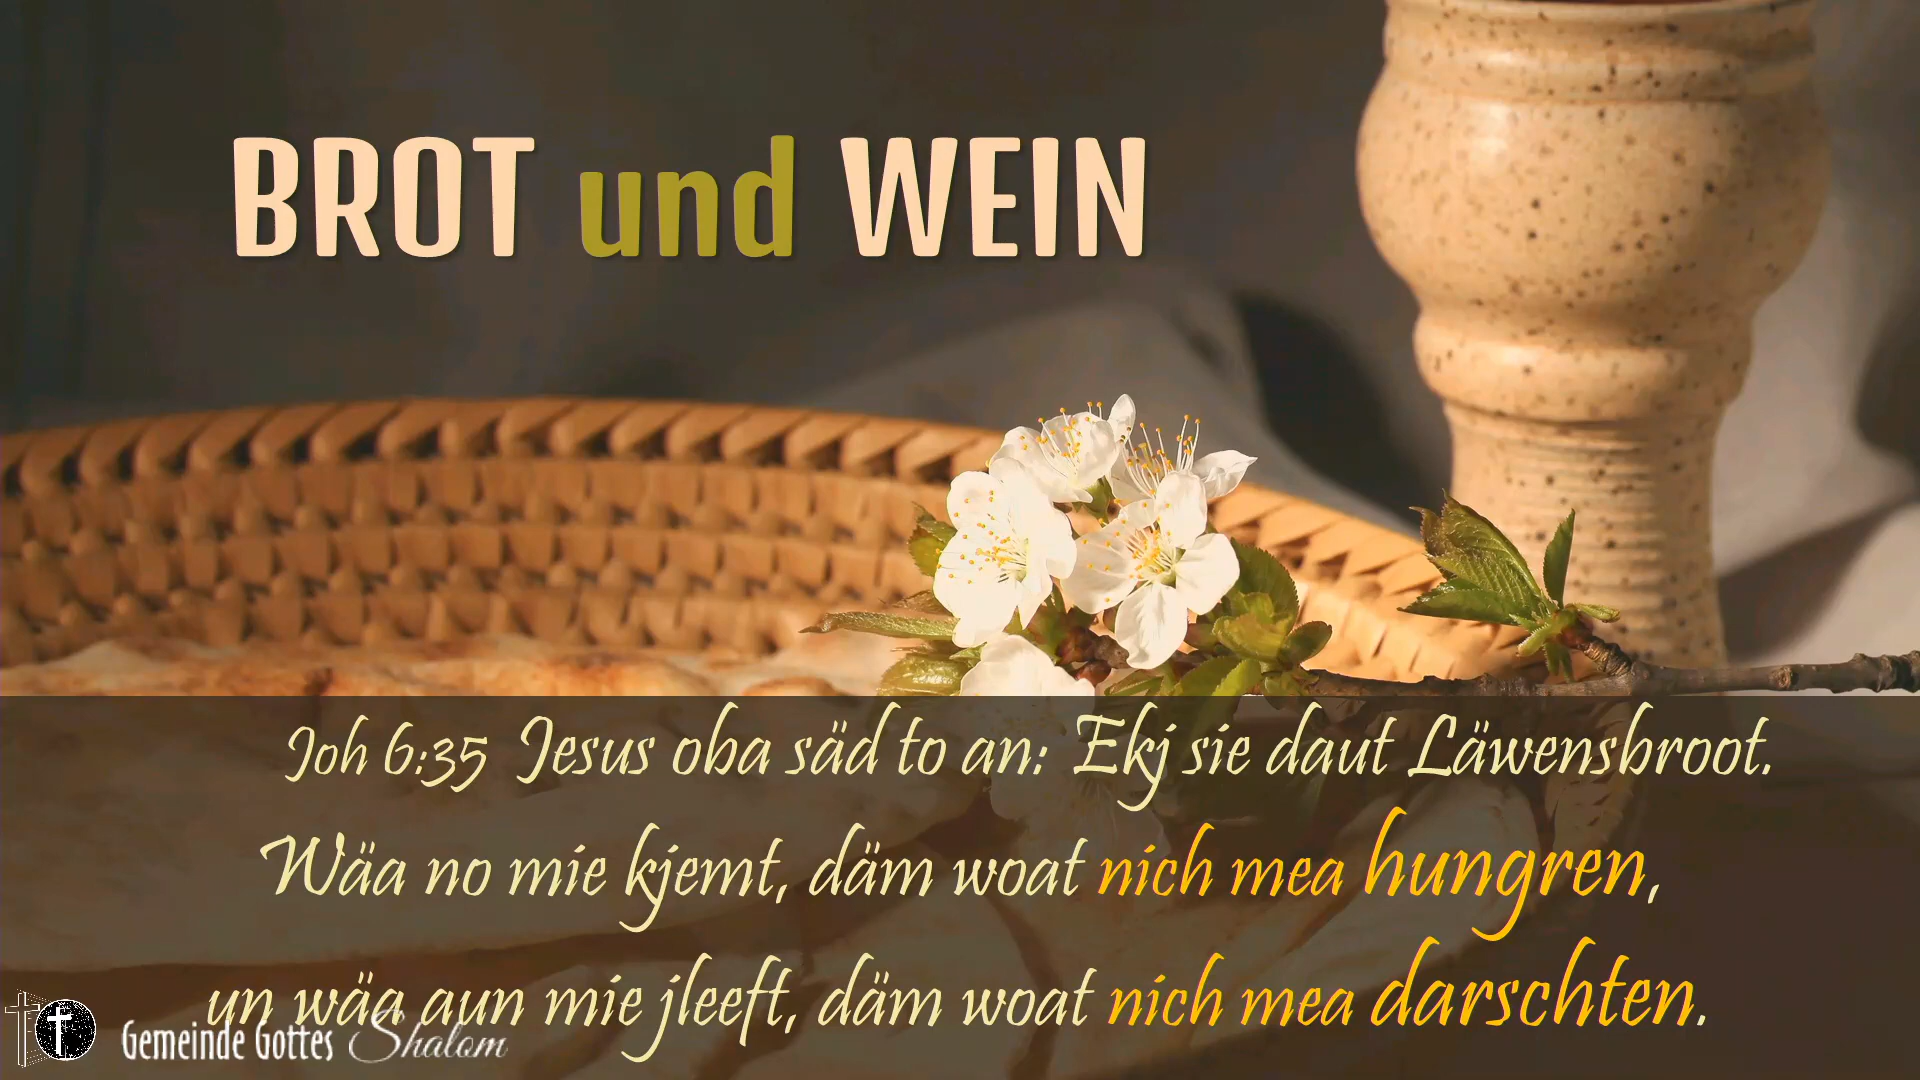 BROT und WEIN
Joh 6:35 Jesus oba säd to an: Ekj sie daut Läwensbroot.
Wäa no mie kjemt, däm woat nich mea hungren,
un wäa aun mie jleeft, däm woat nich mea darschten.
Gemeinde Gottes Shalom